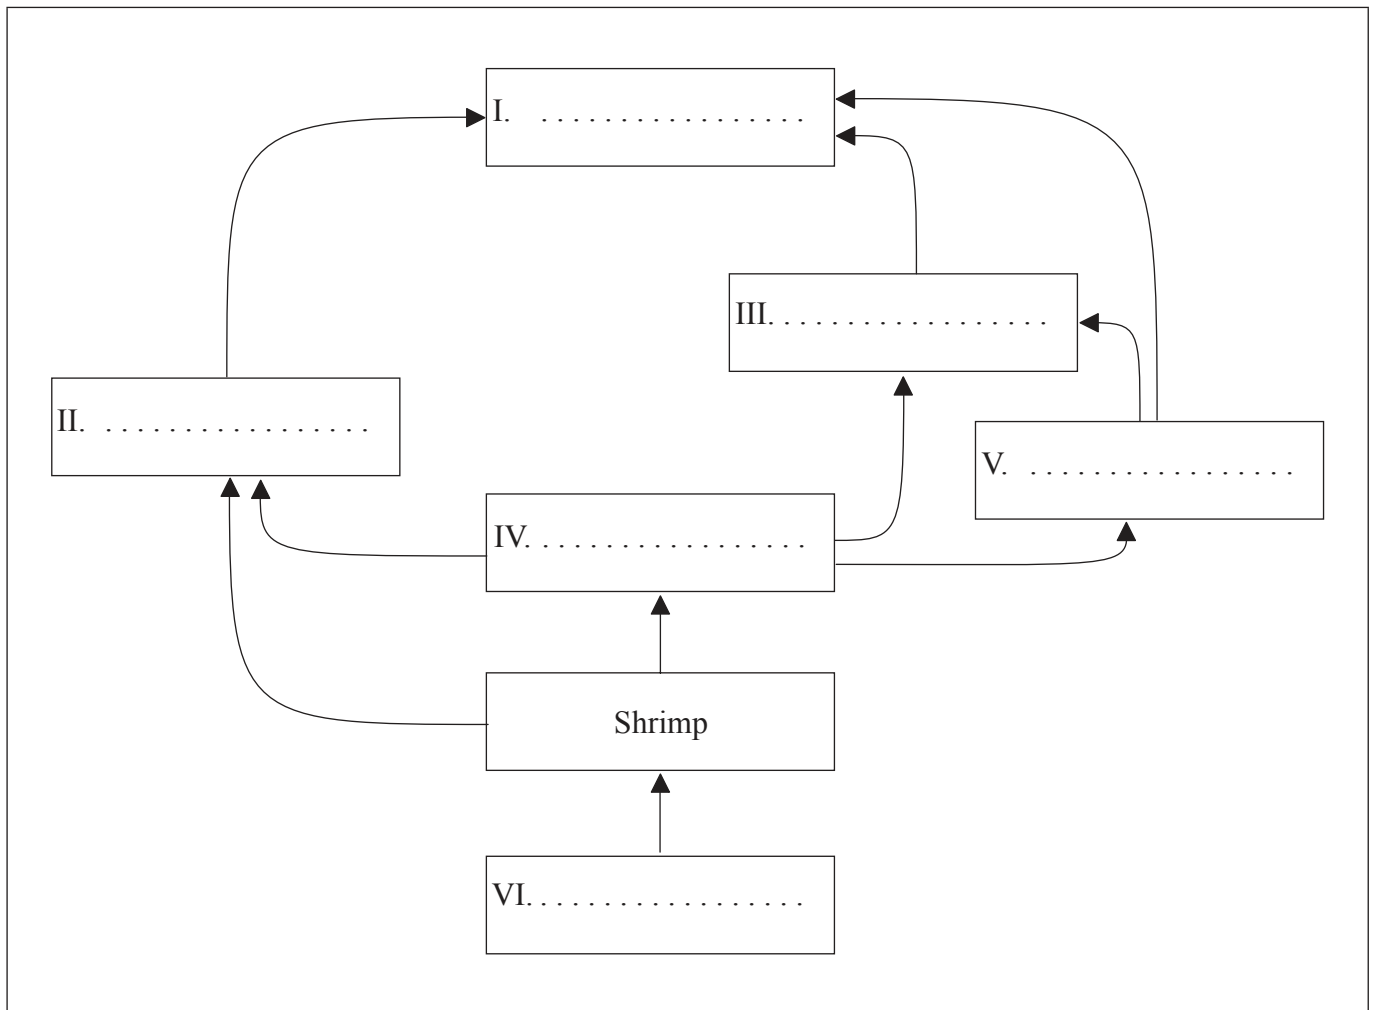 I. . . . . . . . . . . . . . . . . .
III. . . . . . . . . . . . . . . . . . .
II. . . . . . . . . . . . . . . . . .
V. . . . . . . . . . . . . . . . . .
IV. . . . . . . . . . . . . . . . . .
Shrimp
VI. . . . . . . . . . . . . . . . . .